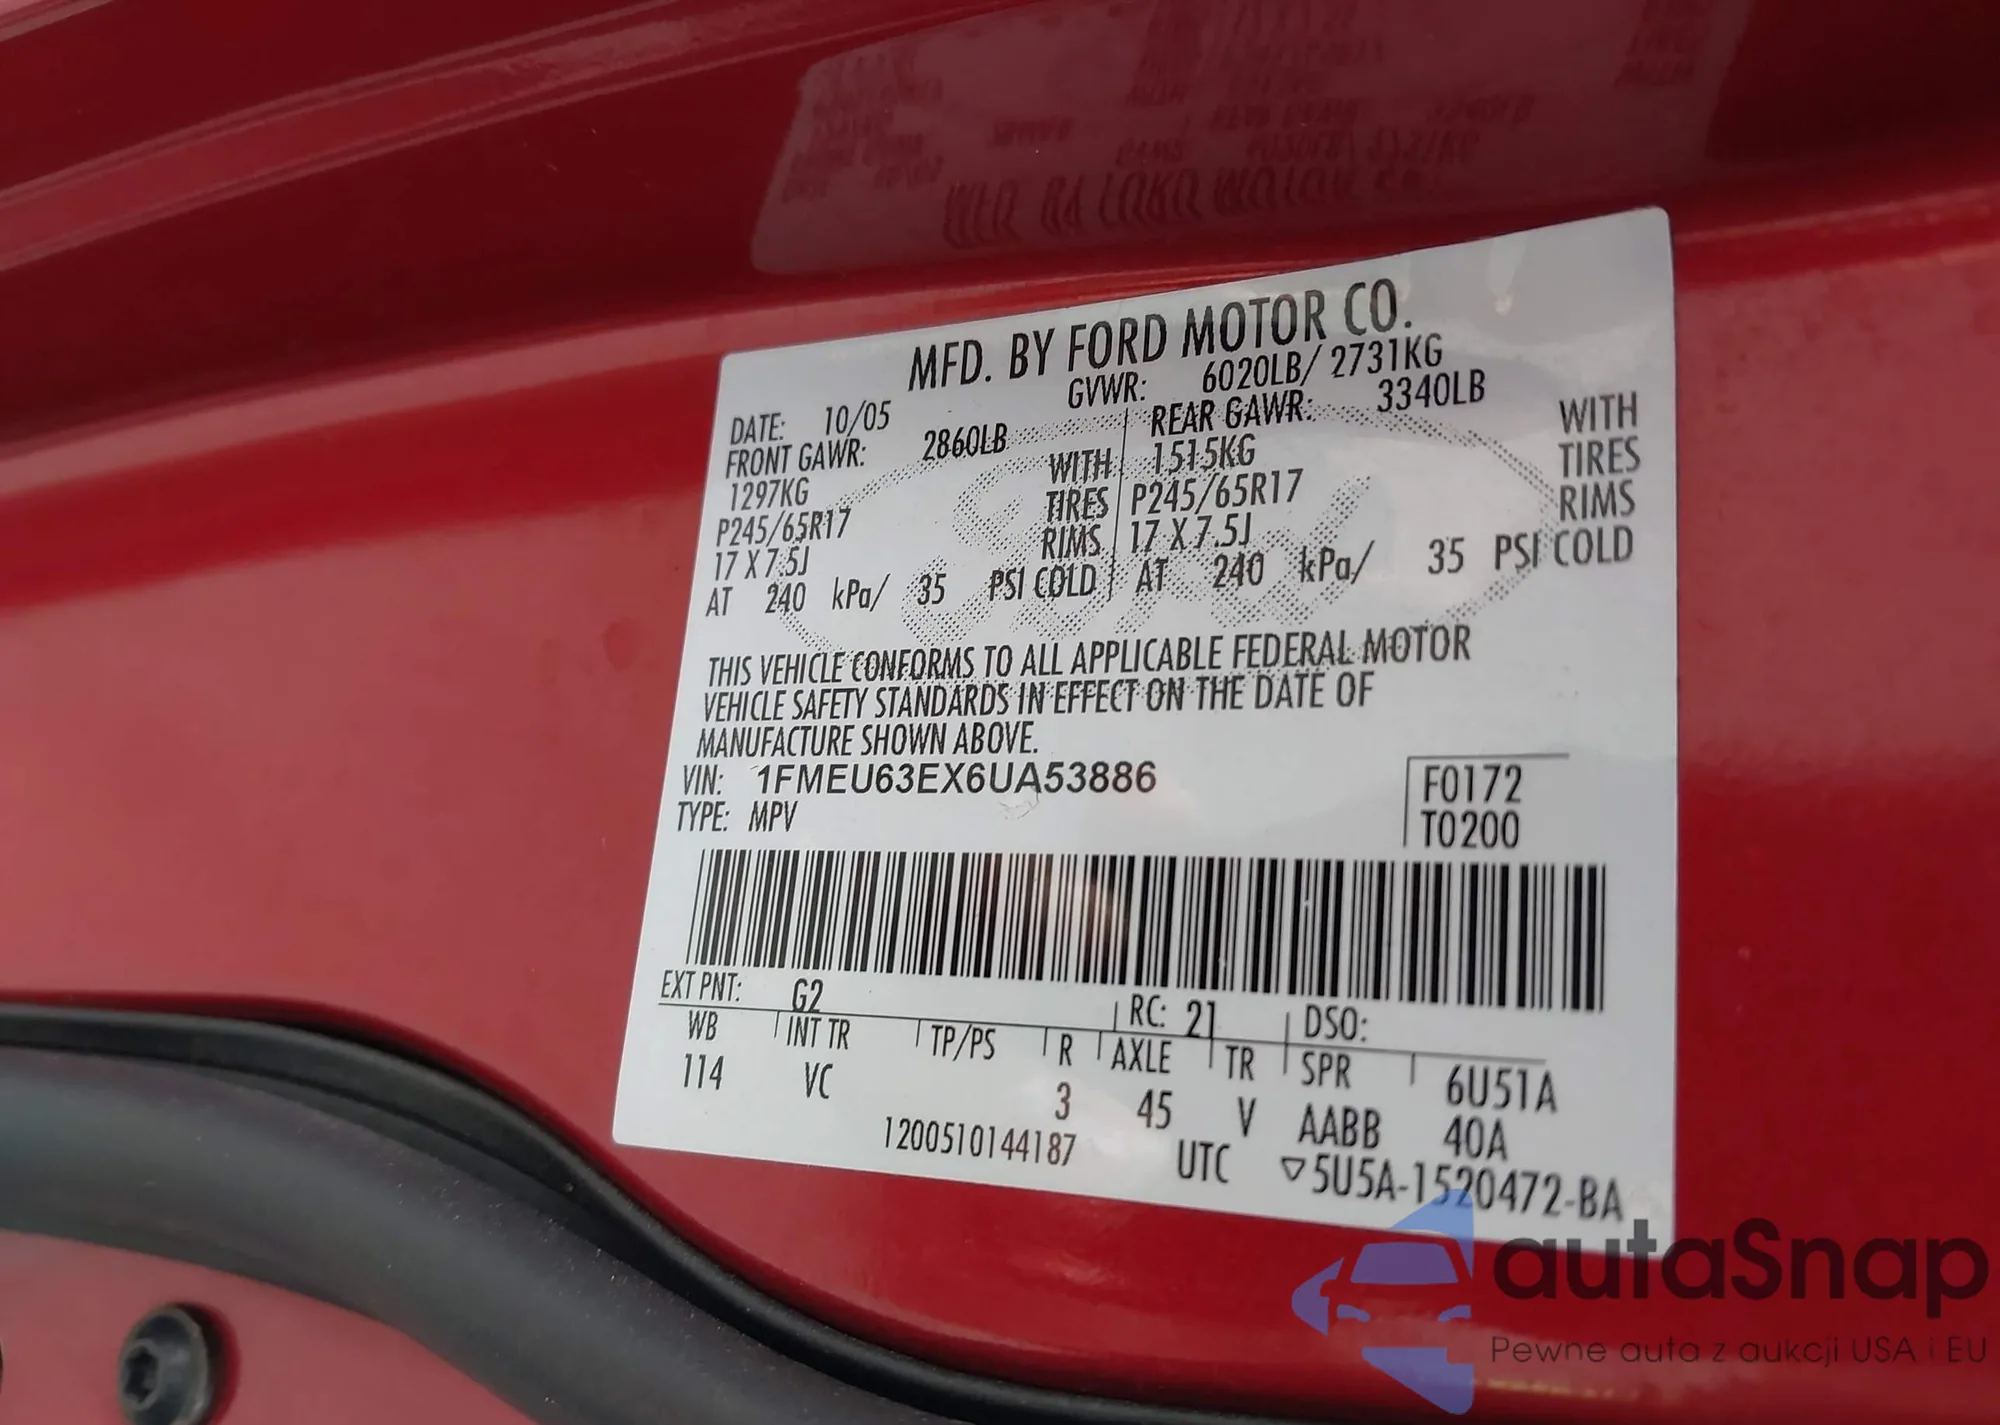 MFD. BY FORD MOTOR CO.
DATE: 10/05 GVWR: 6020LB/ 2731KG
FRONT GAWR: 2860LB REAR GAWR: 3340LB
1297KG WITH 1515KG WITH
P245/65R17 TIRES P245/65R17 TIRES
17 X 7.5J RIMS 17 X 7.5J RIMS
AT 240 kPa/ 35 PSI COLD AT 240 kPa/ 35 PSI COLD
THIS VEHICLE CONFORMS TO ALL APPLICABLE FEDERAL MOTOR
VEHICLE SAFETY STANDARDS IN EFFECT ON THE DATE OF
MANUFACTURE SHOWN ABOVE.
VIN: 1FMEU63EX6UA53886 F0172
TYPE: MPV T0200
EXT PNT: G2 RC: 21 DSO:
WB INT TR TP/PS R AXLE TR SPR 6U51A
114 VC 3 45 V AABB 40A
1200510144187 UTC ▽5U5A-1520472-BA
autaSnap
Pewne auta z aukcji USA i EU